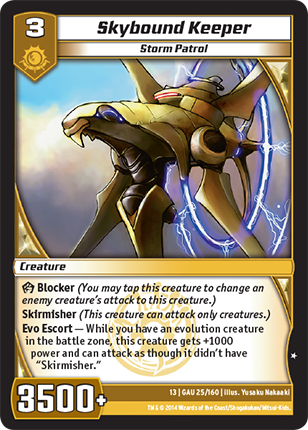 3
Skybound Keeper
Storm Patrol
Creature
Blocker (You may tap this creature to change an
enemy creature's attack to this creature.)
Skirmisher (This creature can attack only creatures.)
Evo Escort — While you have an evolution creature
in the battle zone, this creature gets +1000
power and can attack as though it didn't have
"Skirmisher."
3500+
13 | GAU 25/160 | illus. Yusaku Nakaaki
TM & © 2014 Wizards of the Coast/Shogakukan/Mitsui-Kids.